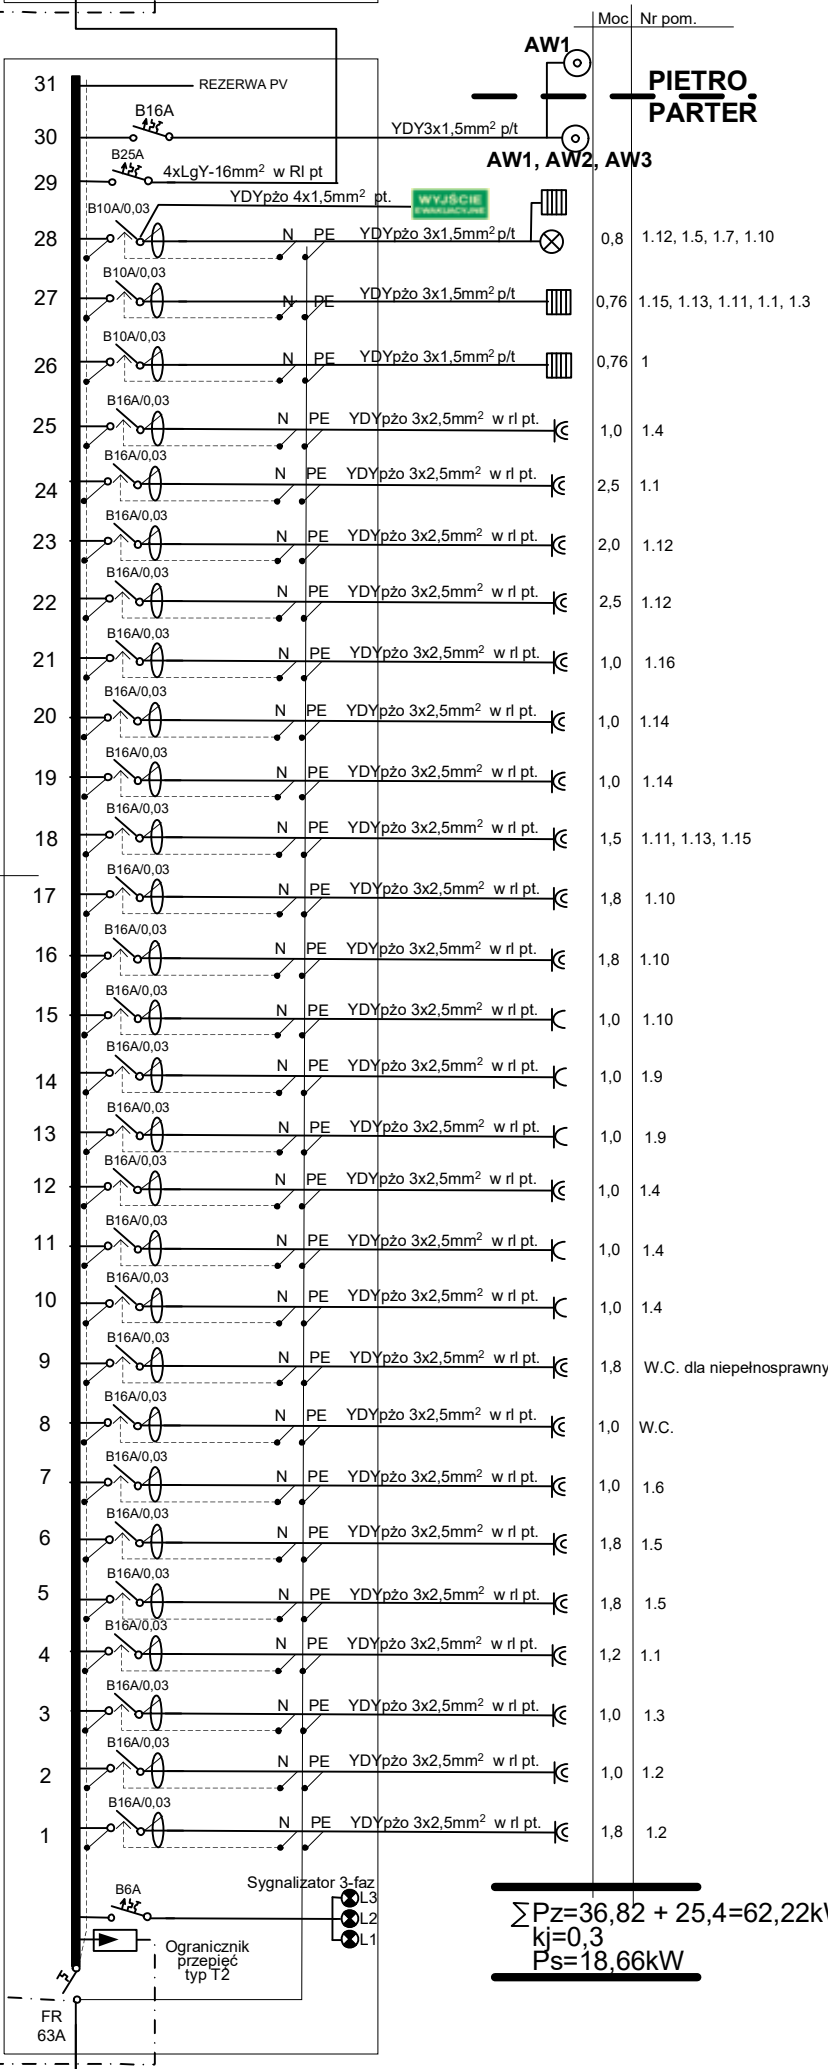 Moc Nr pom.
AW1
31 REZERWA PV PIETRO
B16A PARTER
30 YDY3x1,5mm² p/t
B25A AW1, AW2, AW3
29 4xLgY-16mm² w Rl pt
YDYpżo 4x1,5mm² pt. WYJŚCIE
EWAKUACYJNE
B10A/0,03
28 N PE YDYpżo 3x1,5mm² p/t 0,8 1.12, 1.5, 1.7, 1.10
B10A/0,03
27 N PE YDYpżo 3x1,5mm² p/t 0,76 1.15, 1.13, 1.11, 1.1, 1.3
B10A/0,03
26 N PE YDYpżo 3x1,5mm² p/t 0,76 1
B16A/0,03
25 N PE YDYpżo 3x2,5mm² w rl pt. 1,0 1.4
B16A/0,03
24 N PE YDYpżo 3x2,5mm² w rl pt. 2,5 1.1
B16A/0,03
23 N PE YDYpżo 3x2,5mm² w rl pt. 2,0 1.12
B16A/0,03
22 N PE YDYpżo 3x2,5mm² w rl pt. 2,5 1.12
B16A/0,03
21 N PE YDYpżo 3x2,5mm² w rl pt. 1,0 1.16
B16A/0,03
20 N PE YDYpżo 3x2,5mm² w rl pt. 1,0 1.14
B16A/0,03
19 N PE YDYpżo 3x2,5mm² w rl pt. 1,0 1.14
B16A/0,03
18 N PE YDYpżo 3x2,5mm² w rl pt. 1,5 1.11, 1.13, 1.15
B16A/0,03
17 N PE YDYpżo 3x2,5mm² w rl pt. 1,8 1.10
B16A/0,03
16 N PE YDYpżo 3x2,5mm² w rl pt. 1,8 1.10
B16A/0,03
15 N PE YDYpżo 3x2,5mm² w rl pt. 1,0 1.10
B16A/0,03
14 N PE YDYpżo 3x2,5mm² w rl pt. 1,0 1.9
B16A/0,03
13 N PE YDYpżo 3x2,5mm² w rl pt. 1,0 1.9
B16A/0,03
12 N PE YDYpżo 3x2,5mm² w rl pt. 1,0 1.4
B16A/0,03
11 N PE YDYpżo 3x2,5mm² w rl pt. 1,0 1.4
B16A/0,03
10 N PE YDYpżo 3x2,5mm² w rl pt. 1,0 1.4
B16A/0,03
9 N PE YDYpżo 3x2,5mm² w rl pt. 1,8 W.C. dla niepełnosprawny
B16A/0,03
8 N PE YDYpżo 3x2,5mm² w rl pt. 1,0 W.C.
B16A/0,03
7 N PE YDYpżo 3x2,5mm² w rl pt. 1,0 1.6
B16A/0,03
6 N PE YDYpżo 3x2,5mm² w rl pt. 1,8 1.5
B16A/0,03
5 N PE YDYpżo 3x2,5mm² w rl pt. 1,8 1.5
B16A/0,03
4 N PE YDYpżo 3x2,5mm² w rl pt. 1,2 1.1
B16A/0,03
3 N PE YDYpżo 3x2,5mm² w rl pt. 1,0 1.3
B16A/0,03
2 N PE YDYpżo 3x2,5mm² w rl pt. 1,0 1.2
B16A/0,03
1 N PE YDYpżo 3x2,5mm² w rl pt. 1,8 1.2
B6A Sygnalizator 3-faz
L3
L2
L1
∑Pz=36,82 + 25,4=62,22kW
kj=0,3
Ps=18,66kW
Ogranicznik
przepięć
typ T2
FR
63A